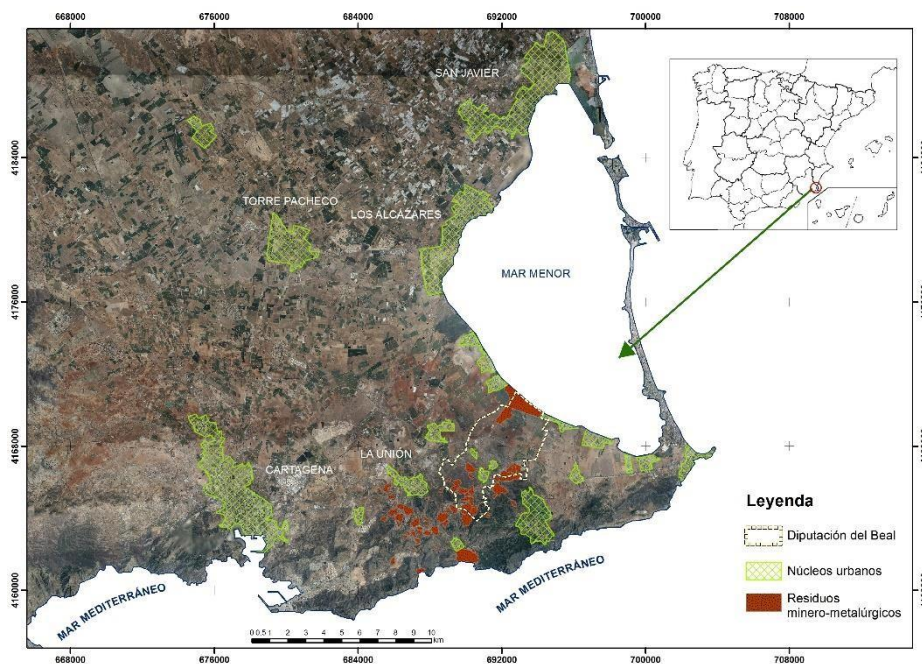 668000 676000 684000 692000 700000 708000
SAN JAVIER
4184000
TORRE PACHECO
LOS ALCAZARES
MAR MENOR
4176000
4168000
LA UNION
CARTAGENA
Leyenda
Diputación del Beal
Núcleos urbanos
Residuos
minero-metalúrgicos
MAR MEDITERRÁNEO
MAR MEDITERRÁNEO
4160000
0 0.5 1 2 3 4 5 6 7 8 9 10
km
668000 676000 684000 692000 700000 708000